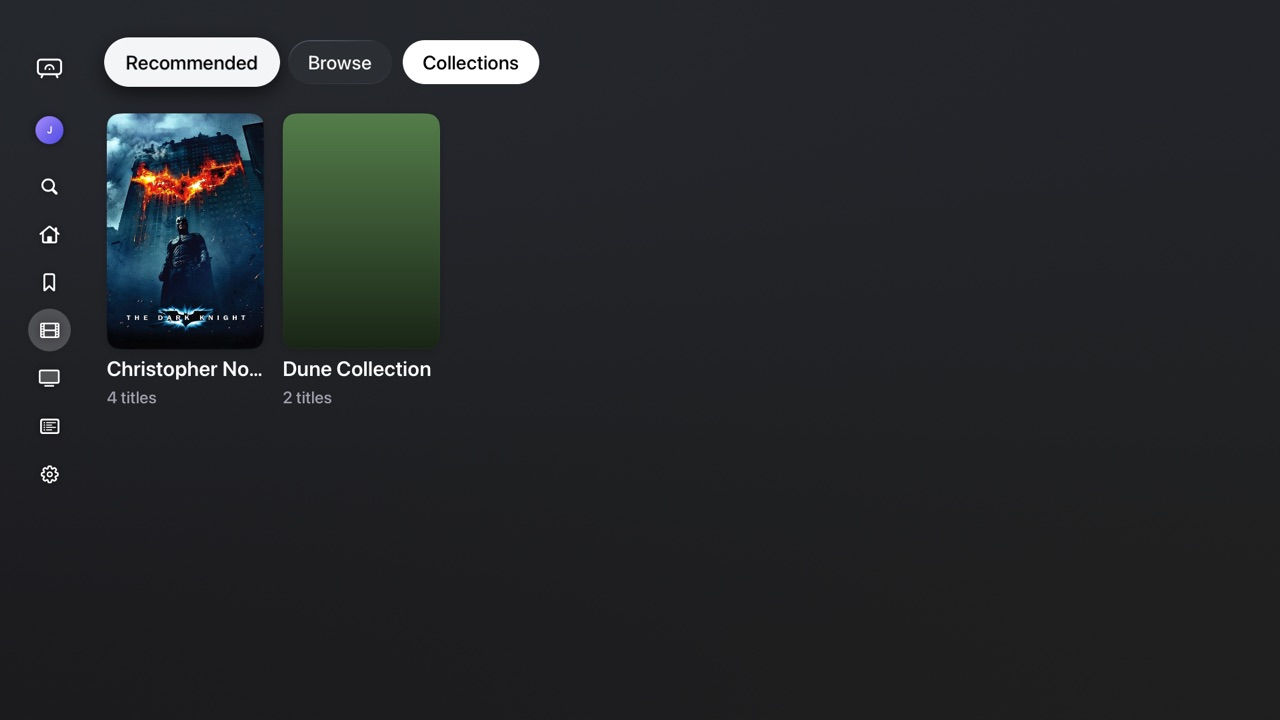 Recommended
Browse
Collections
J
THE DARK KNIGHT
Christopher No...
Dune Collection
4 titles
2 titles